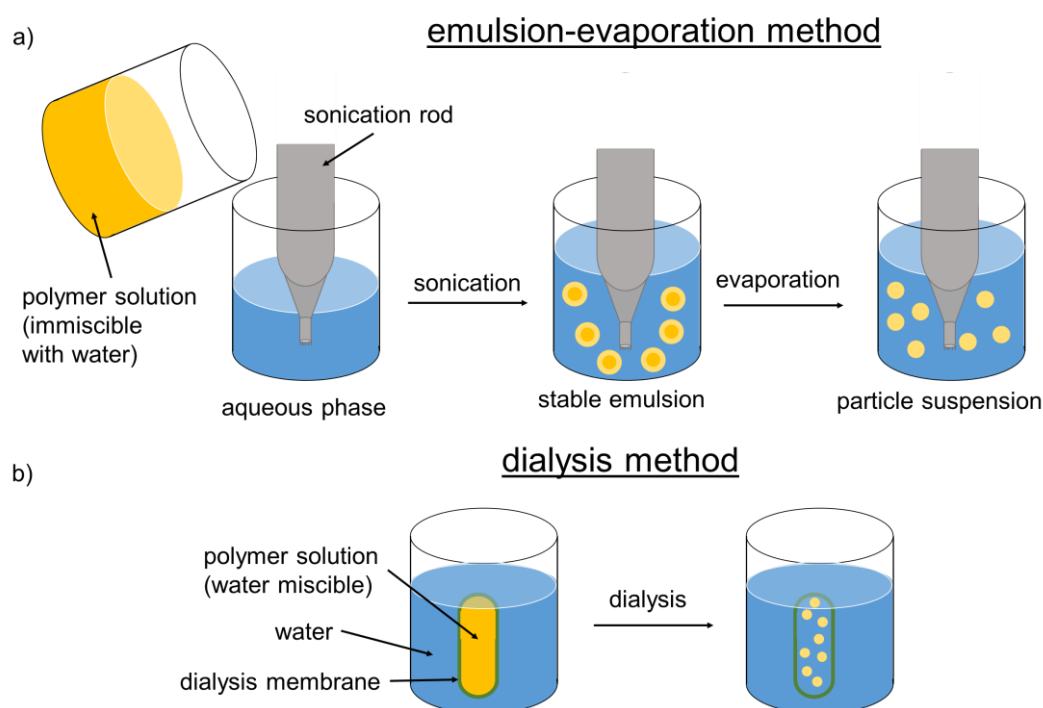 a)
emulsion-evaporation method
sonication rod
polymer solution
(immiscible
with water)
sonication
evaporation
aqueous phase
stable emulsion
particle suspension
b)
dialysis method
polymer solution
(water miscible)
water
dialysis membrane
dialysis